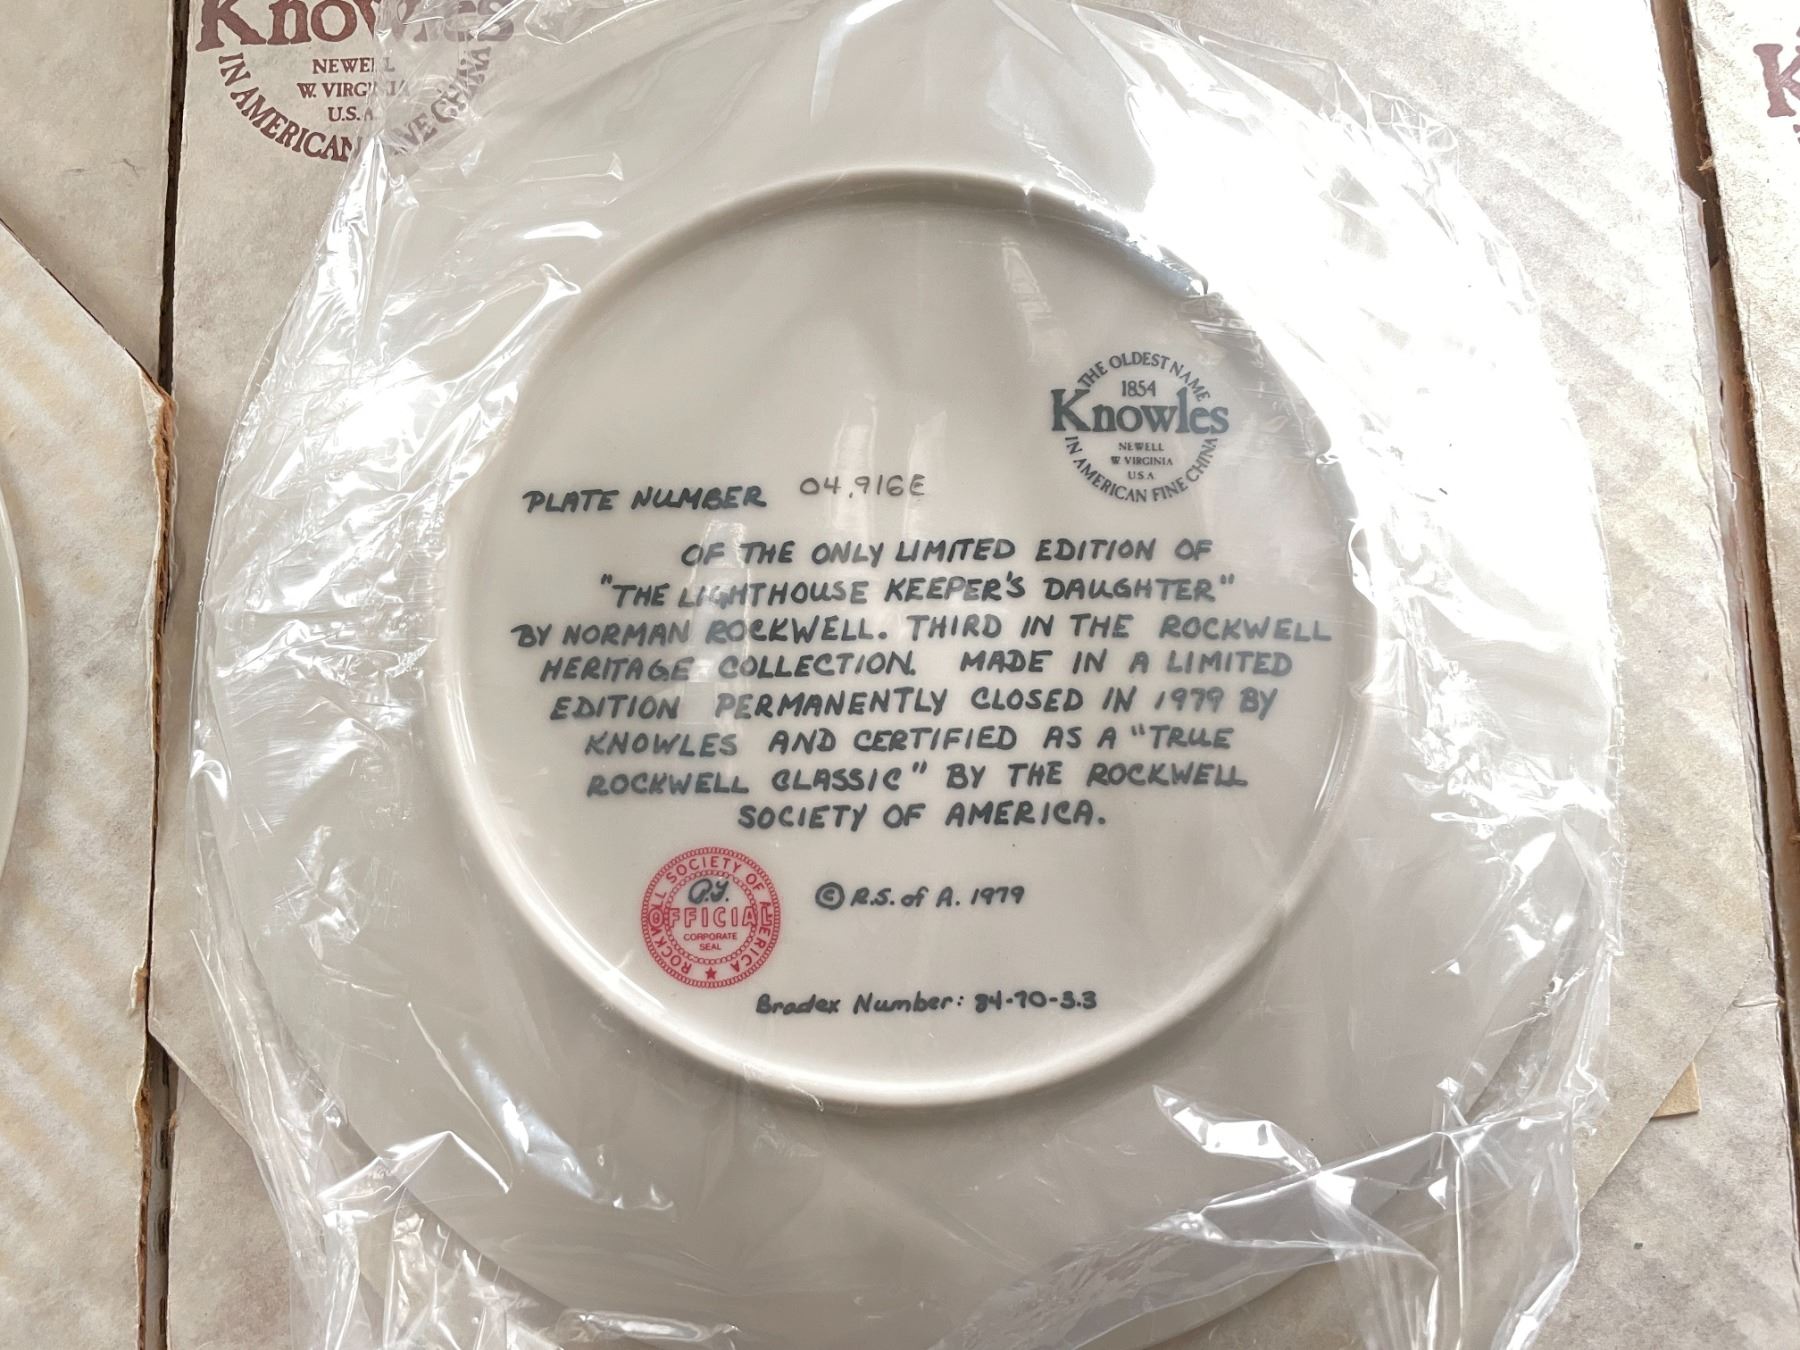 Knowles
NEWELL
W. VIRGINIA
U.S.A.
IN AMERICAN FINE CHINA
THE OLDEST NAME
1854
Knowles
NEWELL
W VIRGINIA
U.S.A
IN AMERICAN FINE CHINA
PLATE NUMBER 04,916E
OF THE ONLY LIMITED EDITION OF
"THE LIGHTHOUSE KEEPER'S DAUGHTER"
BY NORMAN ROCKWELL. THIRD IN THE ROCKWELL
HERITAGE COLLECTION. MADE IN A LIMITED
EDITION PERMANENTLY CLOSED IN 1979 BY
KNOWLES AND CERTIFIED AS A "TRUE
ROCKWELL CLASSIC" BY THE ROCKWELL
SOCIETY OF AMERICA.
ROCKWELL SOCIETY OF AMERICA
P.Y.
OFFICIAL
CORPORATE
SEAL
© R.S. of A. 1979
Bradex Number: 84-70-3.3